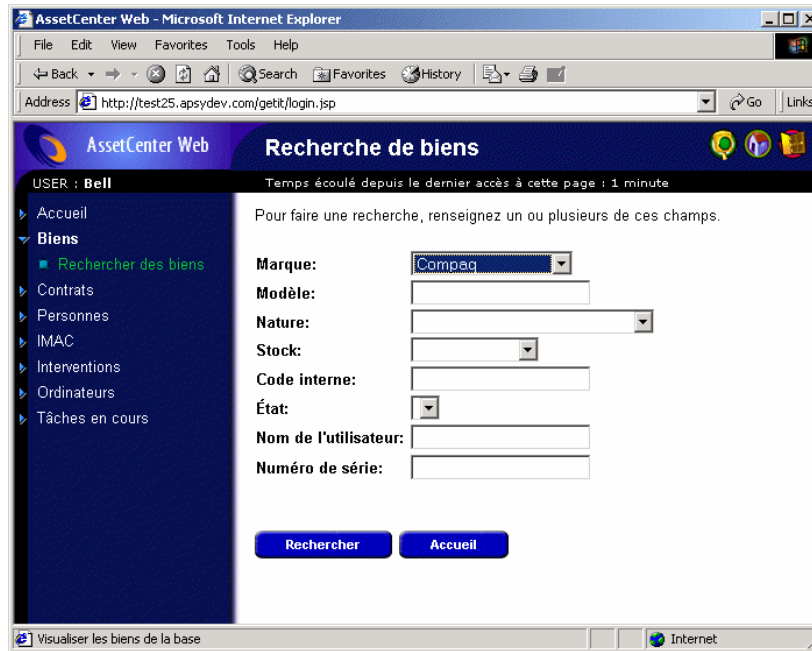 AssetCenter Web - Microsoft Internet Explorer
File Edit View Favorites Tools Help
Back Search Favorites History
Address http://test25.apsydev.com/getit/login.jsp Go Links
AssetCenter Web Recherche de biens
USER : Bell Temps écoulé depuis le dernier accès à cette page : 1 minute
Accueil
Biens
Rechercher des biens
Contrats
Personnes
IMAC
Interventions
Ordinateurs
Tâches en cours
Pour faire une recherche, renseignez un ou plusieurs de ces champs.
Marque: Compaq
Modèle:
Nature:
Stock:
Code interne:
État:
Nom de l'utilisateur:
Numéro de série:
Rechercher Accueil
Visualiser les biens de la base Internet